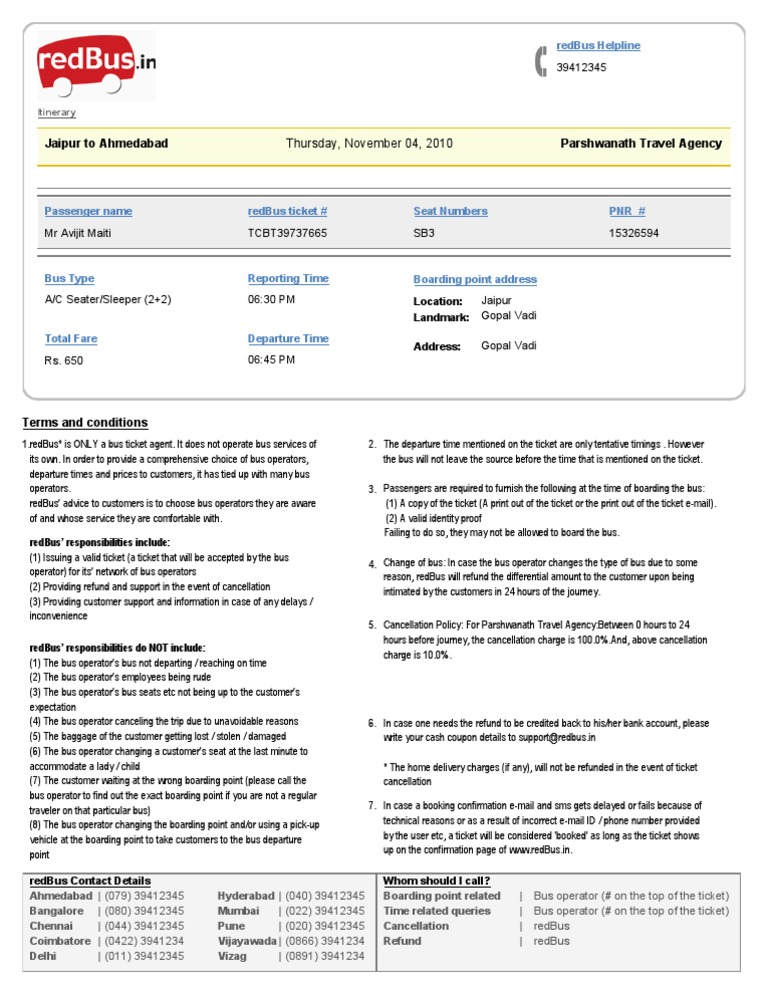 redBus.in
redBus Helpline
39412345
Itinerary
Jaipur to Ahmedabad Thursday, November 04, 2010 Parshwanath Travel Agency
Passenger name redBus ticket # Seat Numbers PNR #
Mr Avijit Maiti TCBT39737665 SB3 15326594
Bus Type Reporting Time Boarding point address
A/C Seater/Sleeper (2+2) 06:30 PM Location: Jaipur
Landmark: Gopal Vadi
Total Fare Departure Time Address: Gopal Vadi
Rs. 650 06:45 PM
Terms and conditions
1.redBus* is ONLY a bus ticket agent. It does not operate bus services of
its own. In order to provide a comprehensive choice of bus operators,
departure times and prices to customers, it has tied up with many bus
operators.
redBus' advice to customers is to choose bus operators they are aware
of and whose service they are comfortable with.
redBus' responsibilities include:
(1) Issuing a valid ticket (a ticket that will be accepted by the bus
operator) for its' network of bus operators
(2) Providing refund and support in the event of cancellation
(3) Providing customer support and information in case of any delays /
inconvenience
redBus' responsibilities do NOT include:
(1) The bus operator's bus not departing / reaching on time
(2) The bus operator's employees being rude
(3) The bus operator's bus seats etc not being up to the customer's
expectation
(4) The bus operator canceling the trip due to unavoidable reasons
(5) The baggage of the customer getting lost / stolen / damaged
(6) The bus operator changing a customer's seat at the last minute to
accommodate a lady / child
(7) The customer waiting at the wrong boarding point (please call the
bus operator to find out the exact boarding point if you are not a regular
traveler on that particular bus)
(8) The bus operator changing the boarding point and/or using a pick-up
vehicle at the boarding point to take customers to the bus departure
point
2. The departure time mentioned on the ticket are only tentative timings . However
the bus will not leave the source before the time that is mentioned on the ticket.
3. Passengers are required to furnish the following at the time of boarding the bus:
(1) A copy of the ticket (A print out of the ticket or the print out of the ticket e-mail).
(2) A valid identity proof
Failing to do so, they may not be allowed to board the bus.
4. Change of bus: In case the bus operator changes the type of bus due to some
reason, redBus will refund the differential amount to the customer upon being
intimated by the customers in 24 hours of the journey.
5. Cancellation Policy: For Parshwanath Travel Agency:Between 0 hours to 24
hours before journey, the cancellation charge is 100.0%.And, above cancellation
charge is 10.0%.
6. In case one needs the refund to be credited back to his/her bank account, please
write your cash coupon details to support@redbus.in
* The home delivery charges (if any), will not be refunded in the event of ticket
cancellation
7. In case a booking confirmation e-mail and sms gets delayed or fails because of
technical reasons or as a result of incorrect e-mail ID / phone number provided
by the user etc, a ticket will be considered 'booked' as long as the ticket shows
up on the confirmation page of www.redBus.in.
redBus Contact Details
Ahmedabad | (079) 39412345 Hyderabad | (040) 39412345
Bangalore | (080) 39412345 Mumbai | (022) 39412345
Chennai | (044) 39412345 Pune | (020) 39412345
Coimbatore | (0422) 3941234 Vijayawada | (0866) 3941234
Delhi | (011) 39412345 Vizag | (0891) 3941234
Whom should I call?
Boarding point related | Bus operator (# on the top of the ticket)
Time related queries | Bus operator (# on the top of the ticket)
Cancellation | redBus
Refund | redBus